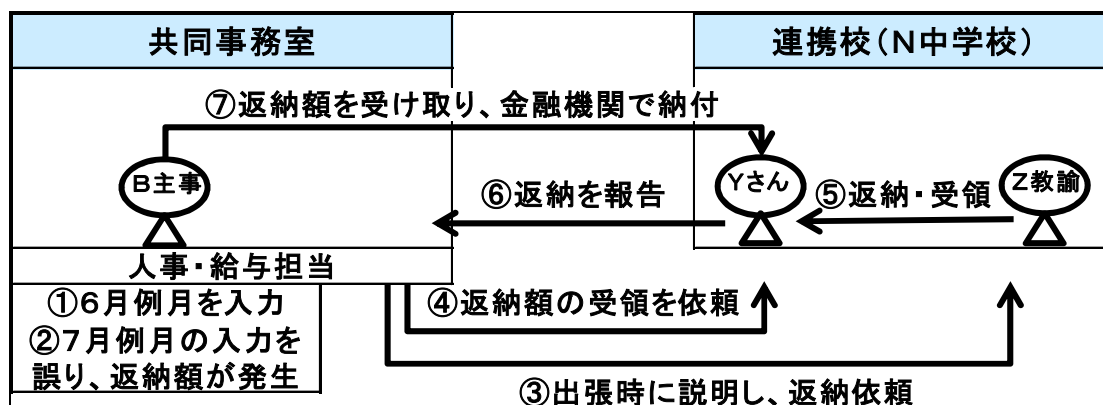 共同事務室
連携校(N中学校)
⑦返納額を受け取り、金融機関で納付
B主事
⑥返納を報告
Yさん
⑤返納・受領
Z教諭
人事・給与担当
①6月例月を入力
②7月例月の入力を
誤り、返納額が発生
④返納額の受領を依頼
③出張時に説明し、返納依頼